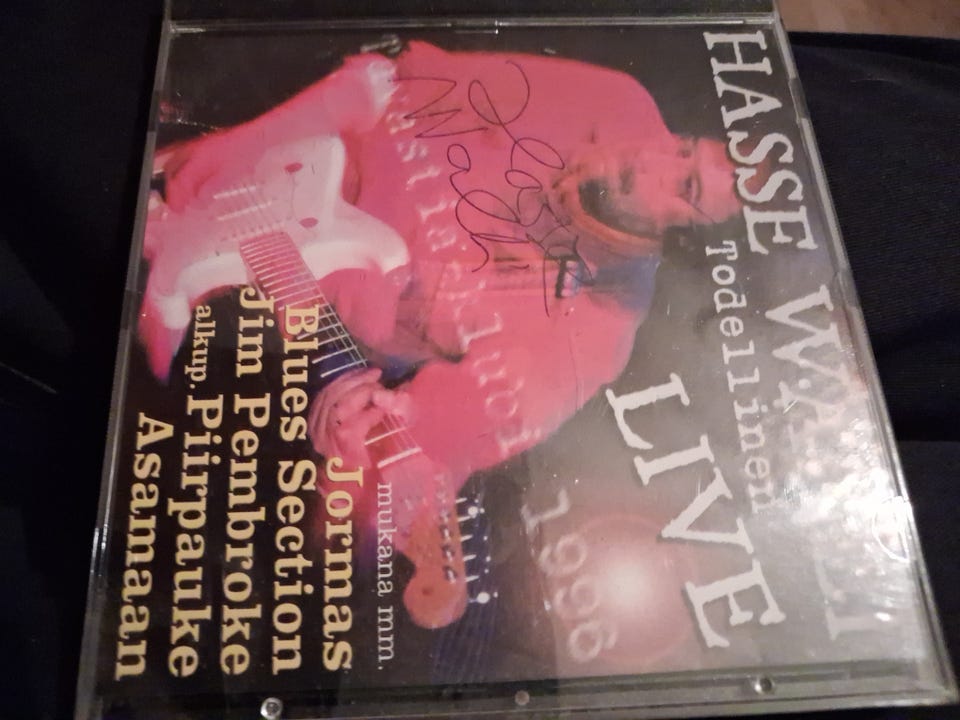 HASSE WALLI
Todellinen
LIVE
1996
mukana mm.
Jormas
Blues Section
Jim Pembroke
alkup. Piirpauke
Asamaan